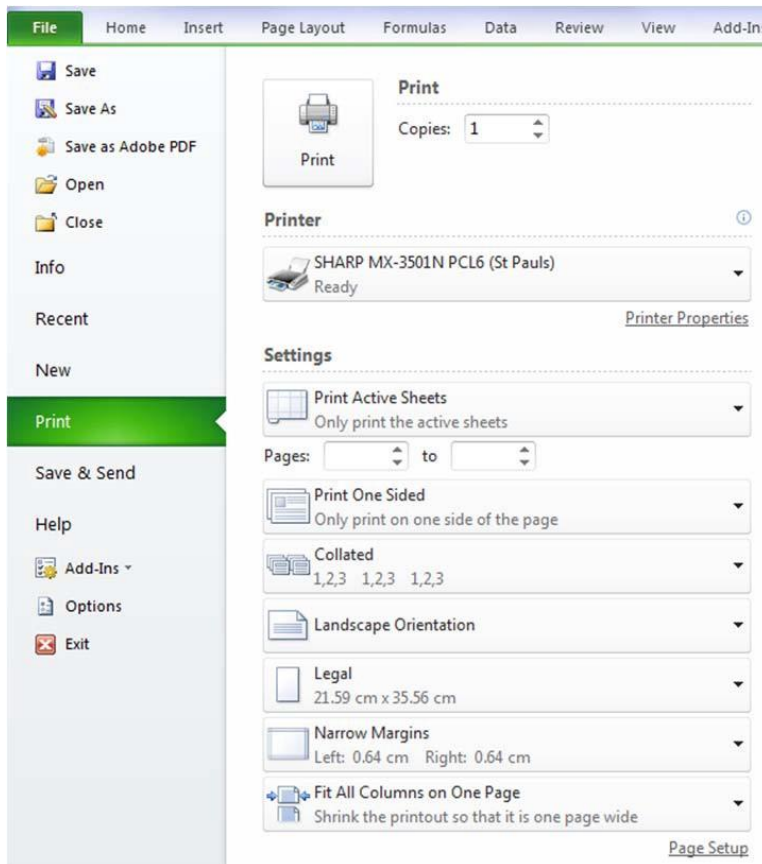 File Home Insert Page Layout Formulas Data Review View Add-In
Save
Save As
Save as Adobe PDF
Open
Close
Info
Recent
New
Print
Save & Send
Help
Add-Ins
Options
Exit
Print
Print
Copies: 1
Printer
SHARP MX-3501N PCL6 (St Pauls)
Ready
Printer Properties
Settings
Print Active Sheets
Only print the active sheets
Pages: to
Print One Sided
Only print on one side of the page
Collated
1,2,3 1,2,3 1,2,3
Landscape Orientation
Legal
21.59 cm x 35.56 cm
Narrow Margins
Left: 0.64 cm Right: 0.64 cm
Fit All Columns on One Page
Shrink the printout so that it is one page wide
Page Setup